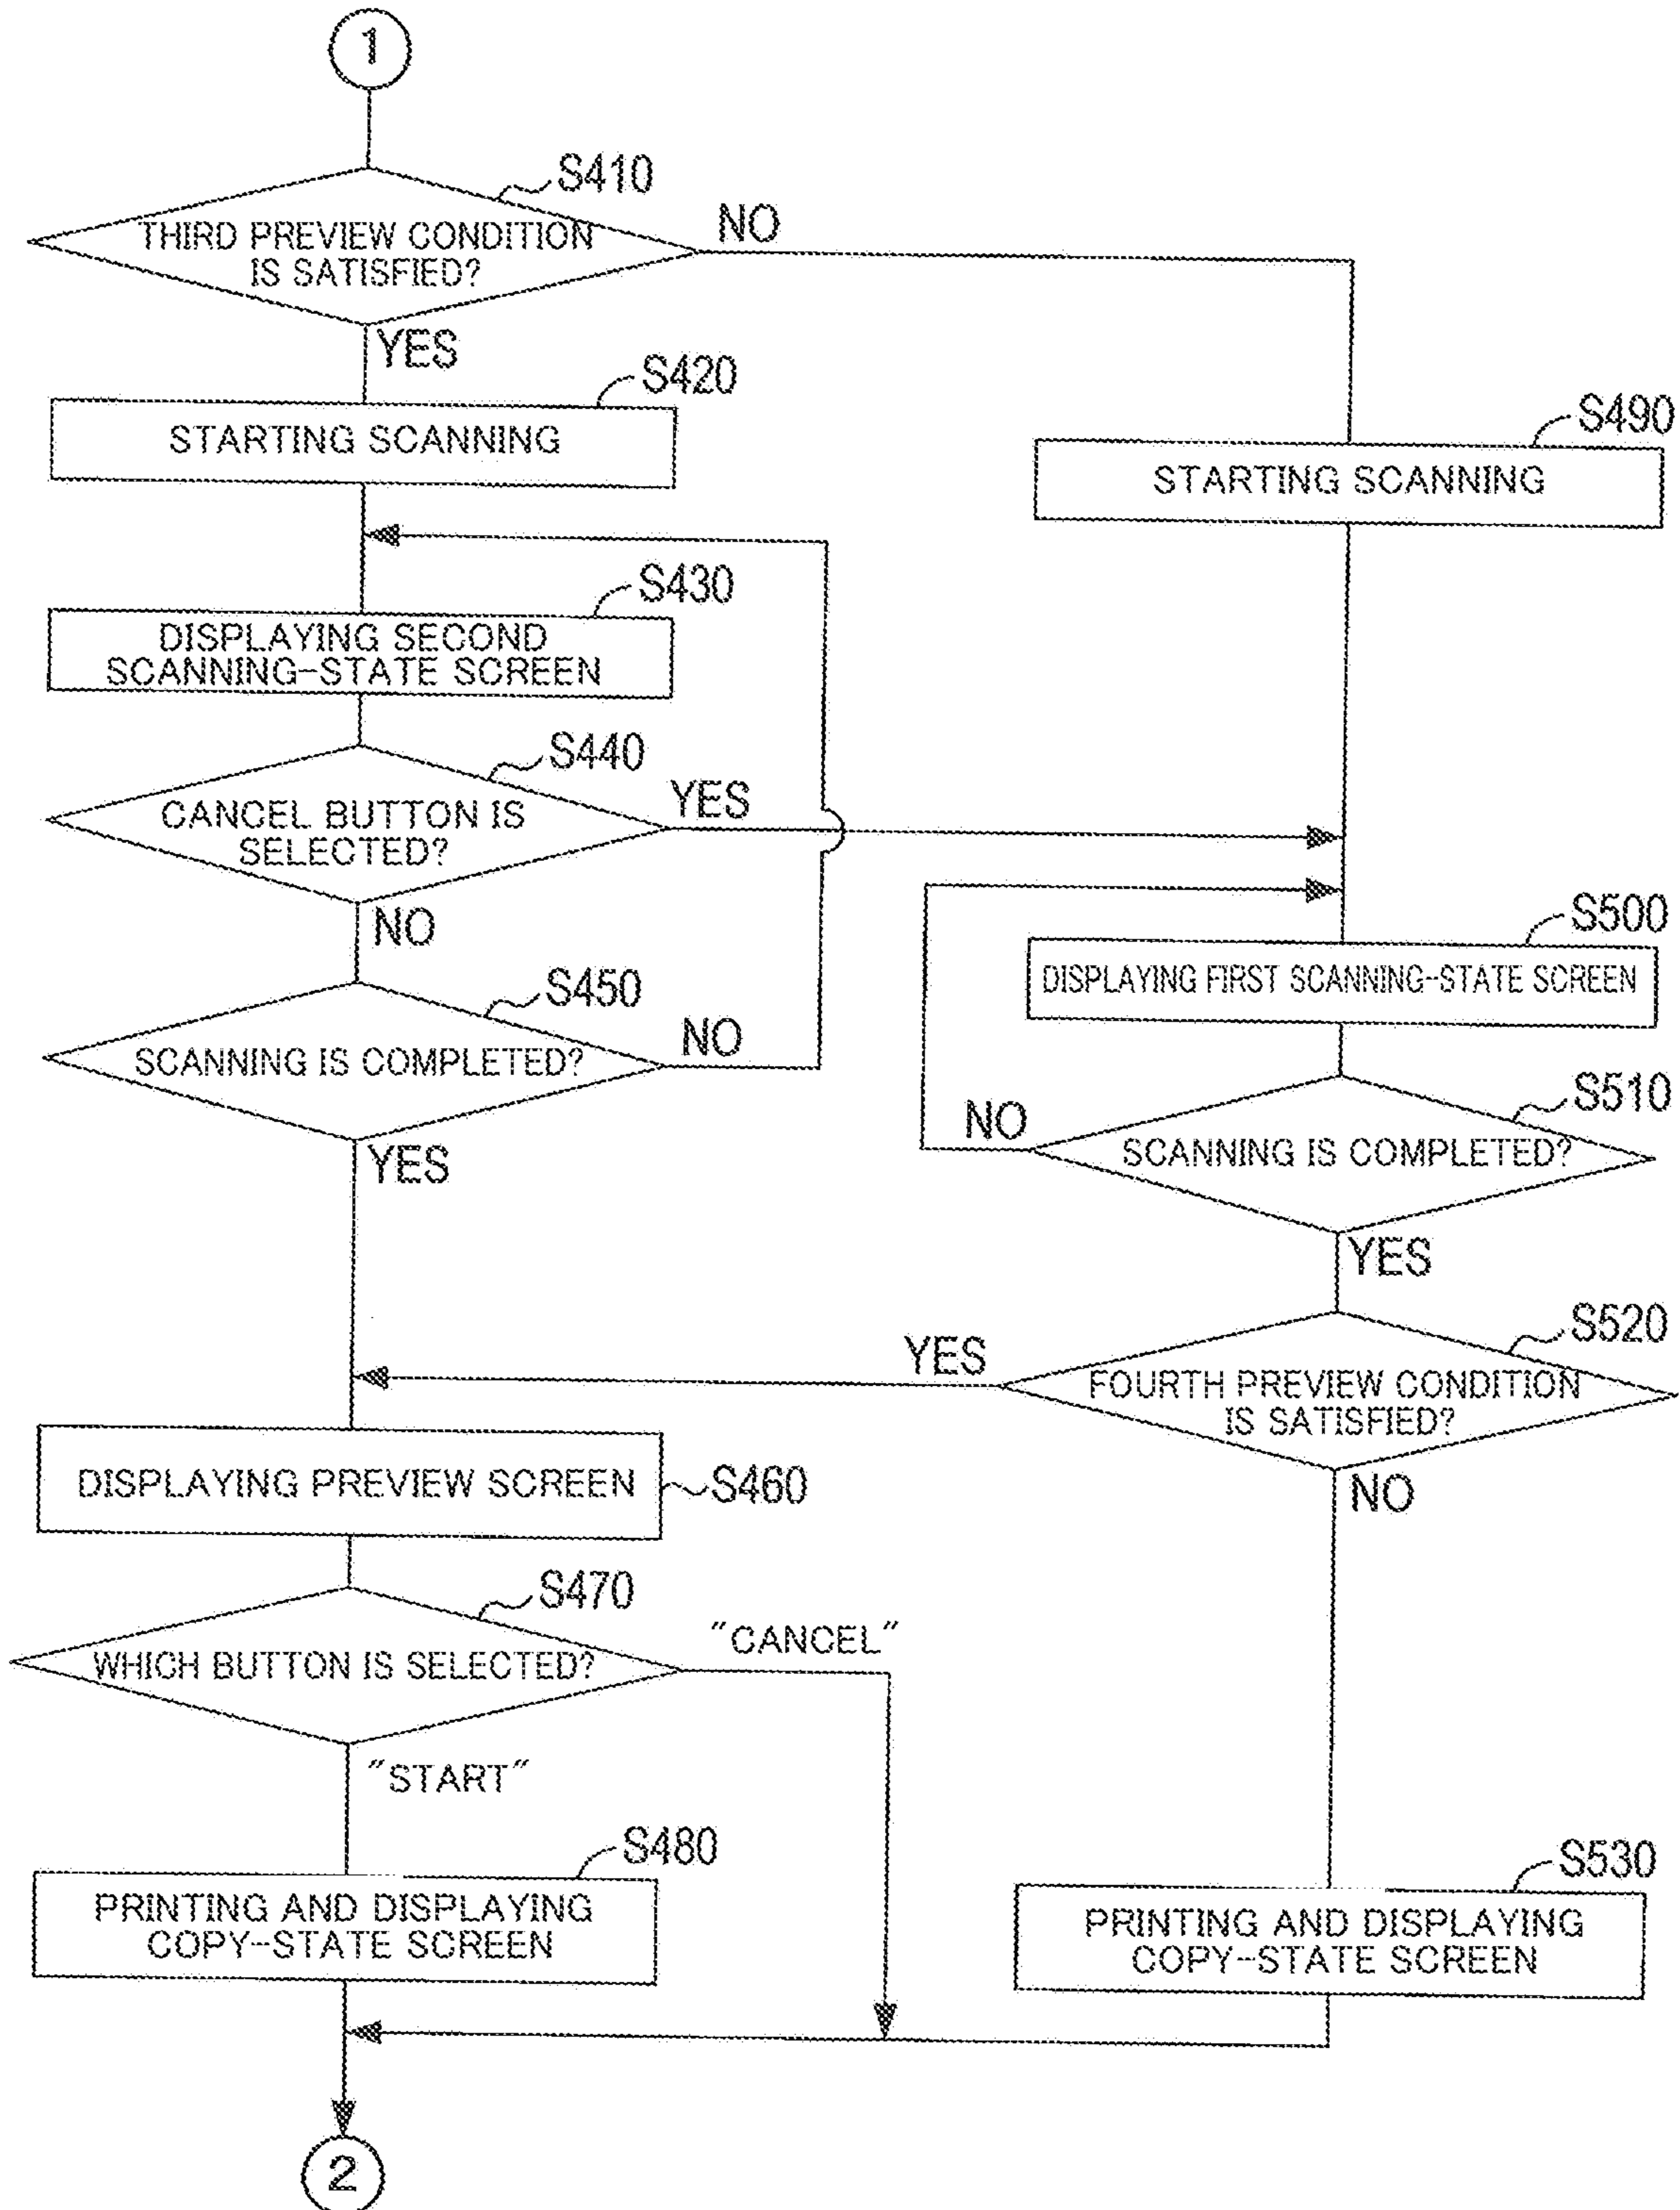 1
S410
THIRD PREVIEW CONDITION
IS SATISFIED?
NO
YES
S420
STARTING SCANNING
S490
STARTING SCANNING
S430
DISPLAYING SECOND
SCANNING-STATE SCREEN
S440
CANCEL BUTTON IS
SELECTED?
YES
NO
S500
DISPLAYING FIRST SCANNING-STATE SCREEN
S450
SCANNING IS COMPLETED?
NO
YES
S510
SCANNING IS COMPLETED?
NO
YES
S520
FOURTH PREVIEW CONDITION
IS SATISFIED?
YES
NO
DISPLAYING PREVIEW SCREEN
S460
S470
WHICH BUTTON IS SELECTED?
"CANCEL"
"START"
S480
PRINTING AND DISPLAYING
COPY-STATE SCREEN
S530
PRINTING AND DISPLAYING
COPY-STATE SCREEN
2